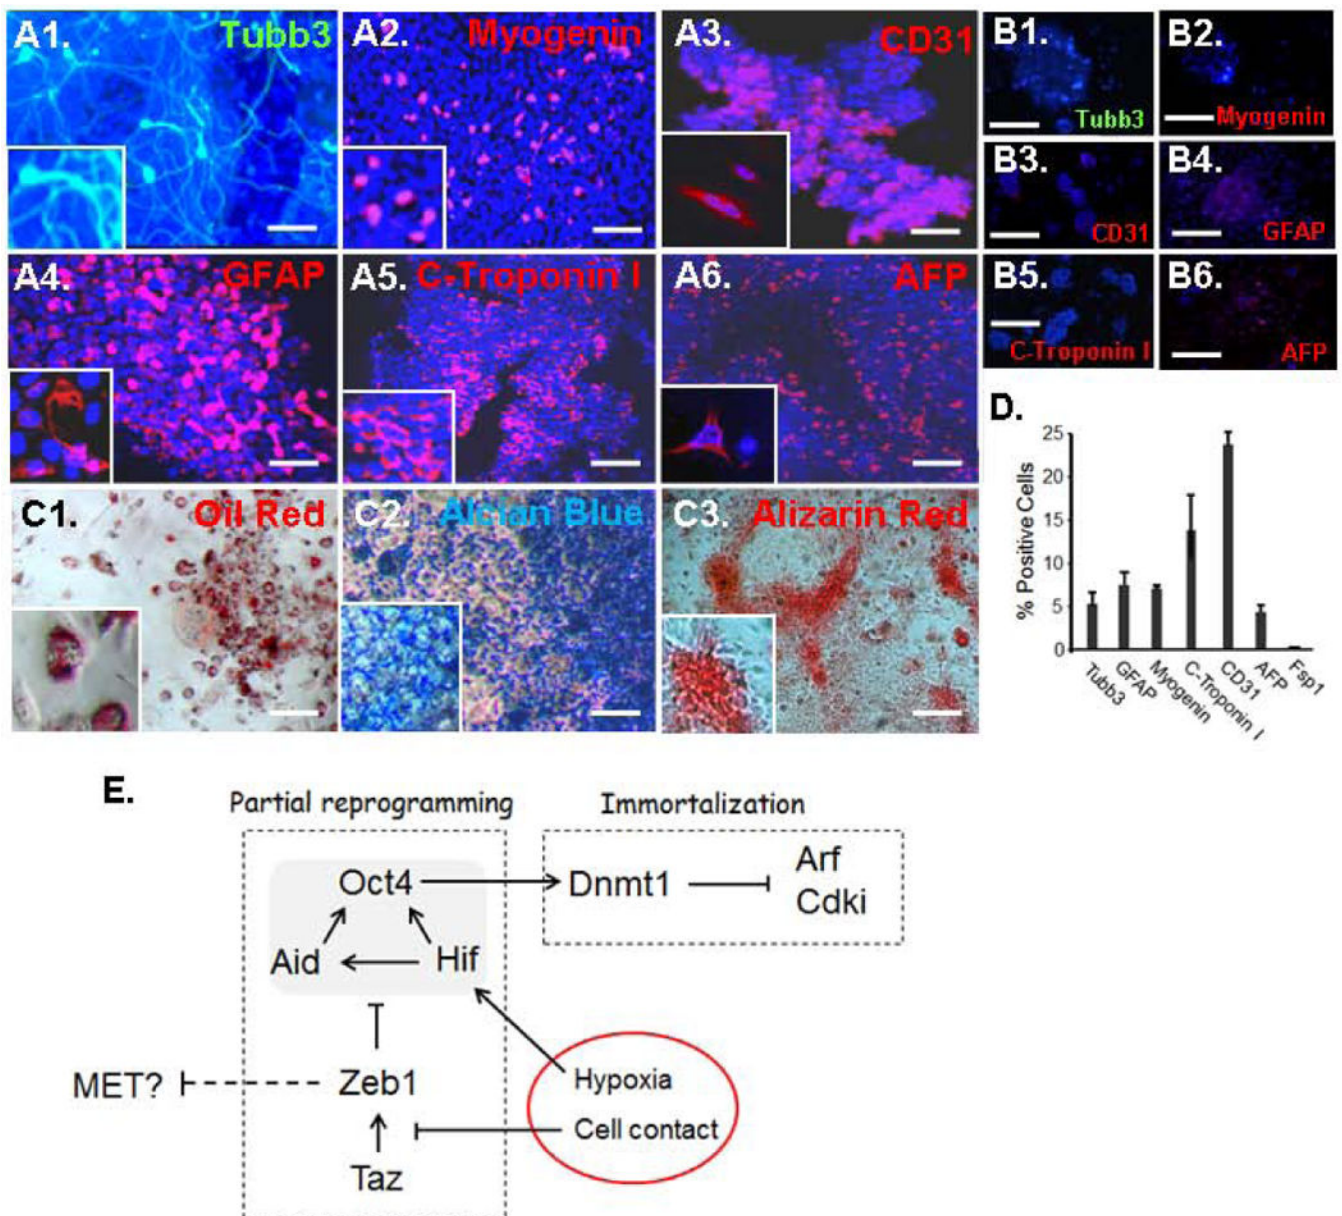 A1. Tubb3
A2. Myogenin
A3. CD31
B1. Tubb3
B2. Myogenin
B3. CD31
B4. GFAP
A4. GFAP
A5. C-Troponin I
A6. AFP
B5. C-Troponin I
B6. AFP
C1. Oil Red
C2. Alcian Blue
C3. Alizarin Red
D.
% Positive Cells
25
20
15
10
5
0
Tubb3
GFAP
Myogenin
C-Troponin I
CD31
AFP
Fsp1
E.
Partial reprogramming
Immortalization
Oct4
Dnmt1
Arf
Cdki
Aid
Hif
MET?
Zeb1
Hypoxia
Cell contact
Taz